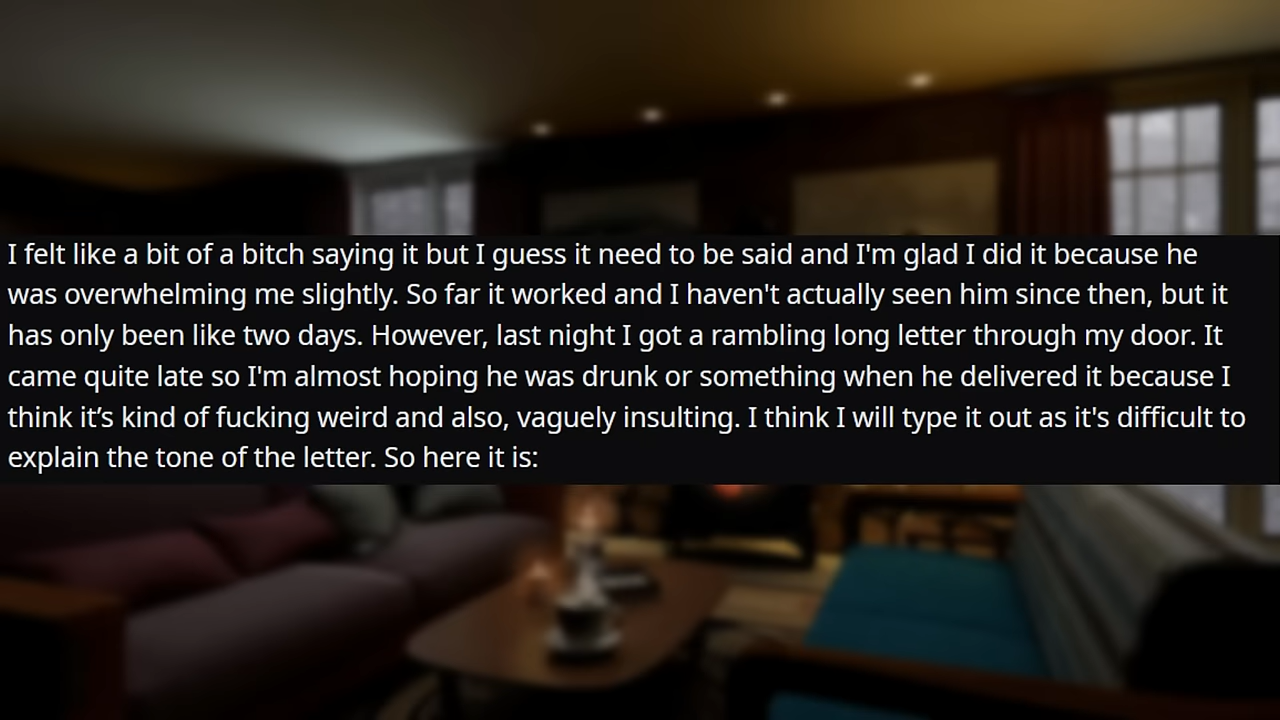 I felt like a bit of a bitch saying it but I guess it need to be said and I'm glad I did it because he
was overwhelming me slightly. So far it worked and I haven't actually seen him since then, but it
has only been like two days. However, last night I got a rambling long letter through my door. It
came quite late so I'm almost hoping he was drunk or something when he delivered it because I
think it’s kind of fucking weird and also, vaguely insulting. I think I will type it out as it's difficult to
explain the tone of the letter. So here it is: